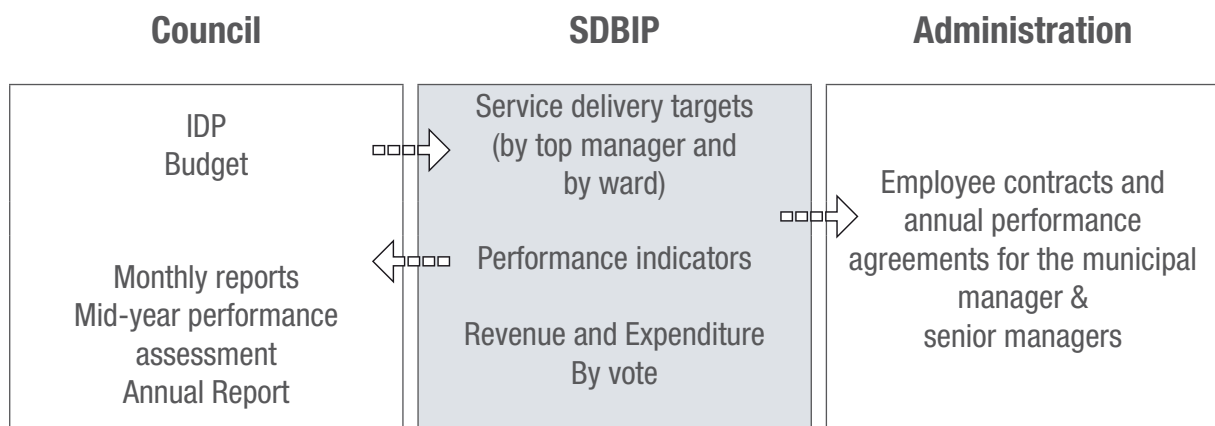 Council
SDBIP
Administration
IDP
Budget
Monthly reports
Mid-year performance
assessment
Annual Report
Service delivery targets
(by top manager and
by ward)
Performance indicators
Revenue and Expenditure
By vote
Employee contracts and
annual performance
agreements for the municipal
manager &
senior managers